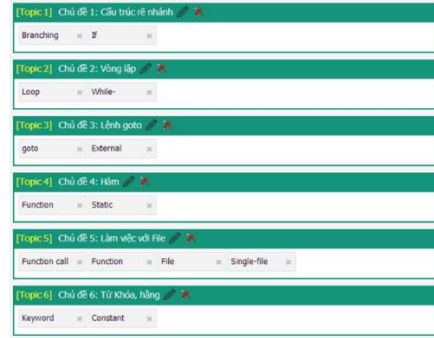 [Topic 1] Chủ đề 1: Cấu trúc rẽ nhánh
Branching × If ×
[Topic 2] Chủ đề 2: Vòng lặp
Loop × While- ×
[Topic 3] Chủ đề 3: Lệnh goto
goto × External ×
[Topic 4] Chủ đề 4: Hàm
Function × Static ×
[Topic 5] Chủ đề 5: Làm việc với File
Function call × Function × File × Single-file ×
[Topic 6] Chủ đề 6: Từ Khóa, hằng
Keyword × Constant ×